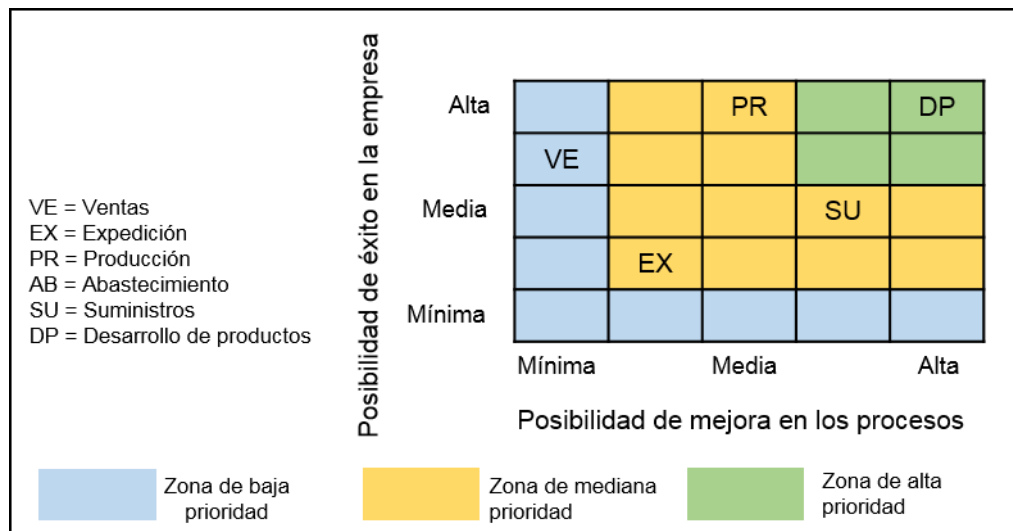 Posibilidad de éxito en la empresa
VE = Ventas
EX = Expedición
PR = Producción
AB = Abastecimiento
SU = Suministros
DP = Desarrollo de productos
Alta
PR
DP
VE
Media
SU
EX
Mínima
Mínima
Media
Alta
Posibilidad de mejora en los procesos
Zona de baja
prioridad
Zona de mediana
prioridad
Zona de alta
prioridad